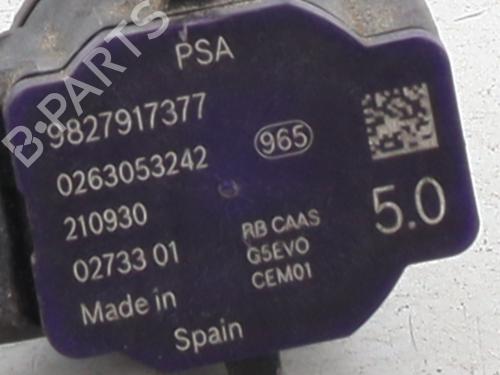 PSA
9827917377
0263053242
965
210930
5.0
02733 01
RB CAAS
G5EVO
CEM01
Made in
Spain
B-PARTS